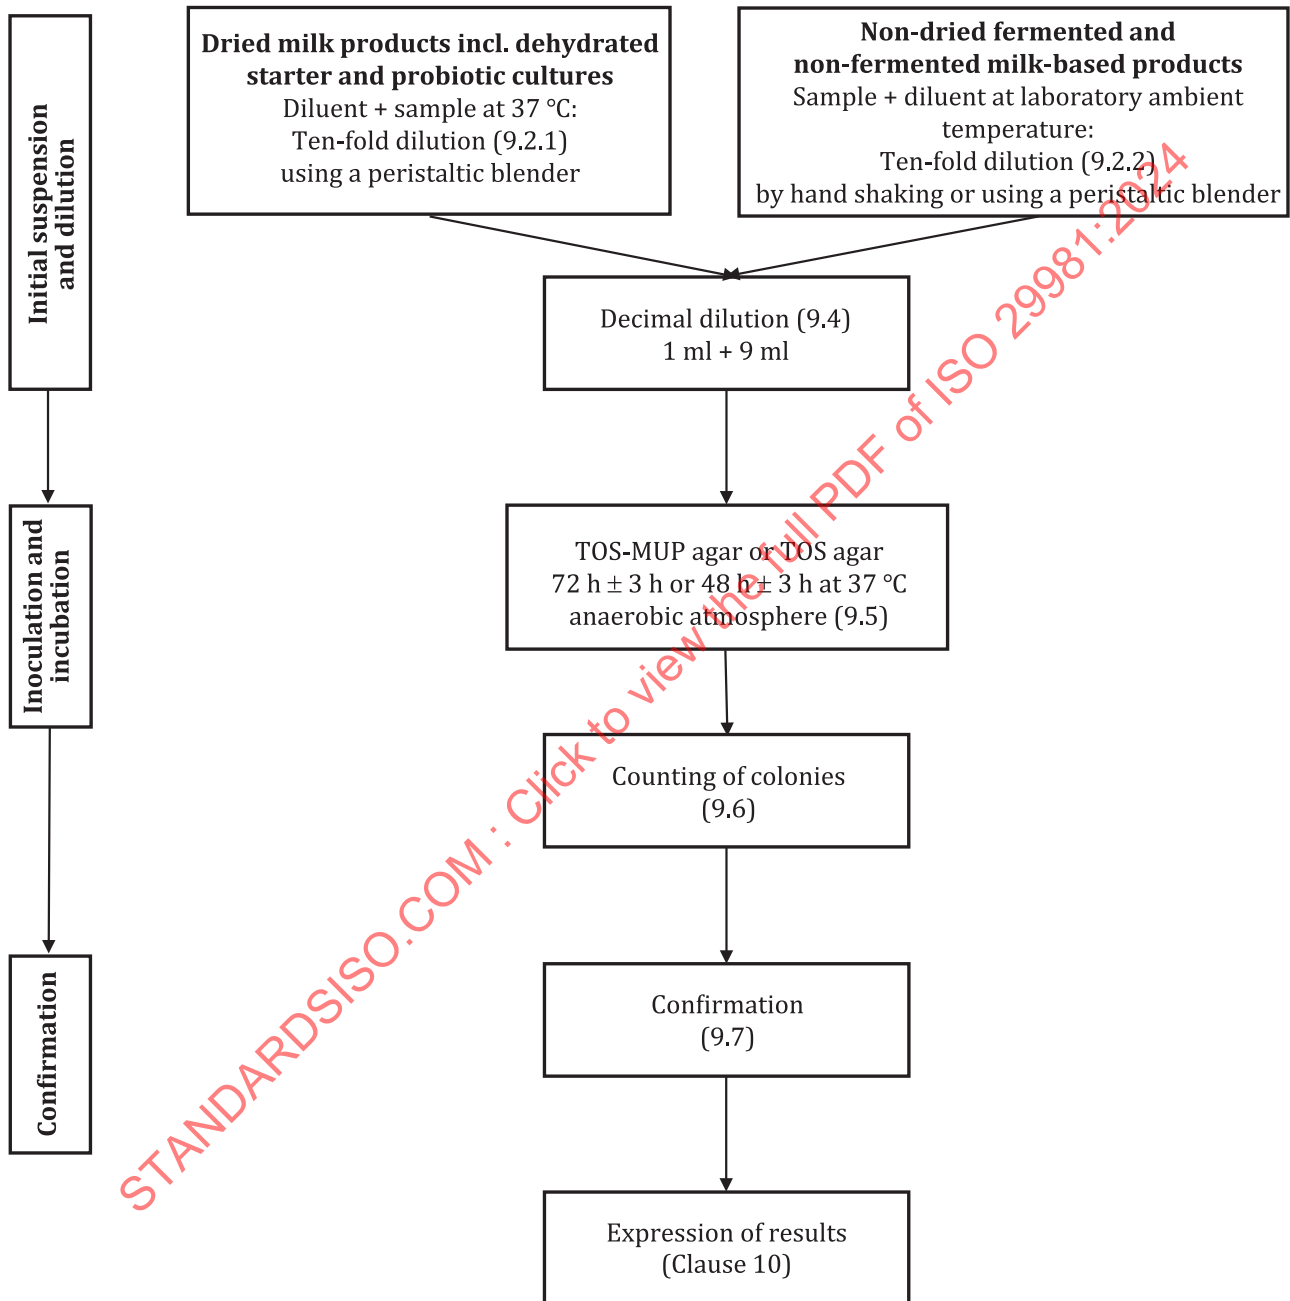 Initial suspension
and dilution
Dried milk products incl. dehydrated
starter and probiotic cultures
Diluent + sample at 37 °C:
Ten-fold dilution (9.2.1)
using a peristaltic blender
Non-dried fermented and
non-fermented milk-based products
Sample + diluent at laboratory ambient
temperature:
Ten-fold dilution (9.2.2)
by hand shaking or using a peristaltic blender
Decimal dilution (9.4)
1 ml + 9 ml
Inoculation and
incubation
TOS-MUP agar or TOS agar
72 h ± 3 h or 48 h ± 3 h at 37 °C
anaerobic atmosphere (9.5)
Counting of colonies
(9.6)
Confirmation
Confirmation
(9.7)
Expression of results
(Clause 10)
STANDARDSISO.COM : Click to view the full PDF of ISO 29981:2024